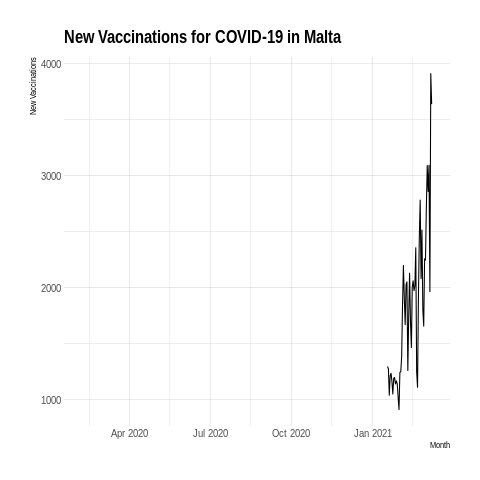 New Vaccinations for COVID-19 in Malta
New Vaccinations
4000
3000
2000
1000
Apr 2020 Jul 2020 Oct 2020 Jan 2021
Month